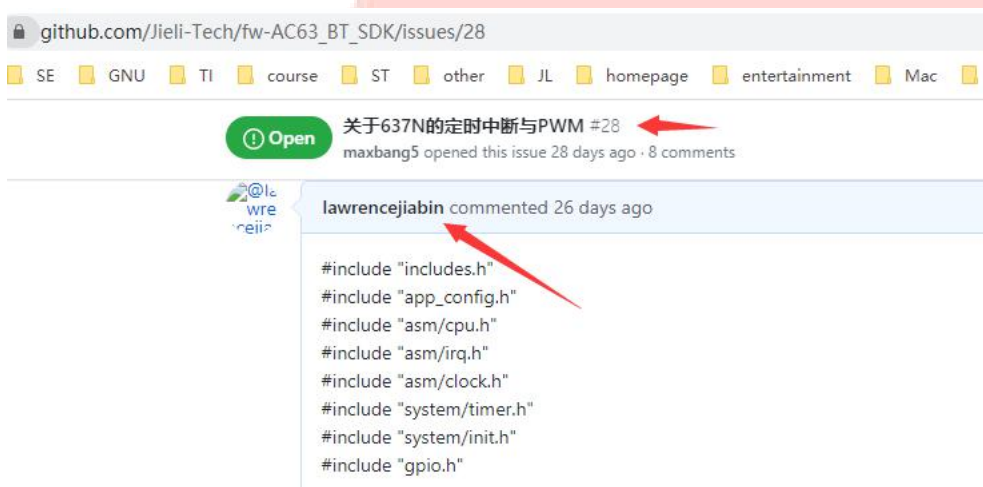 github.com/Jieli-Tech/fw-AC63_BT_SDK/issues/28
SE GNU TI course ST other JL homepage entertainment Mac
Open
关于637N的定时中断与PWM #28
maxbang5 opened this issue 28 days ago · 8 comments
@la
wre
ncejia
lawrencejiabin commented 26 days ago
#include "includes.h"
#include "app_config.h"
#include "asm/cpu.h"
#include "asm/irq.h"
#include "asm/clock.h"
#include "system/timer.h"
#include "system/init.h"
#include "gpio.h"